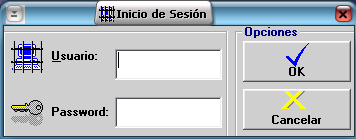 Inicio de Sesión
Usuario:
Password:
Opciones
OK
Cancelar